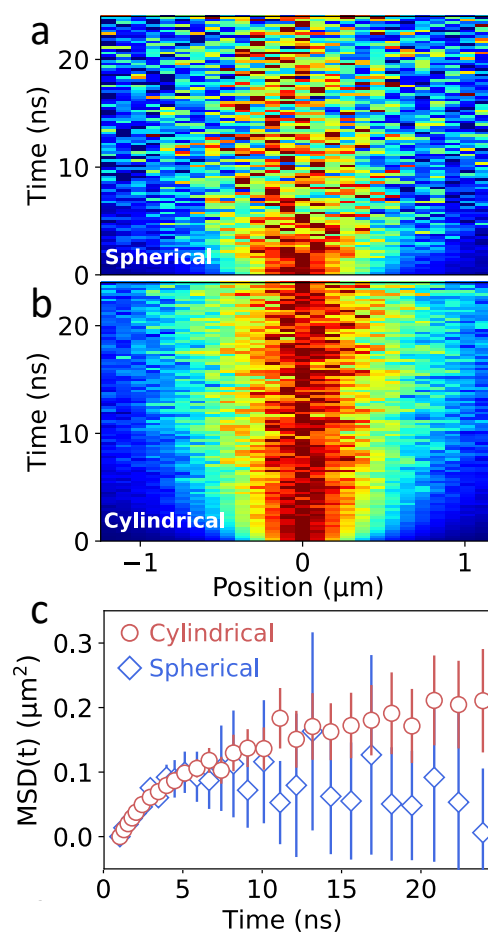 a
20
10
0
Time (ns)
Spherical
b
20
10
0
Time (ns)
Cylindrical
−1
0
1
Position (μm)
c
0.3
0.2
0.1
0.0
MSD(t) (μm²)
Cylindrical
Spherical
0
5
10
15
20
Time (ns)